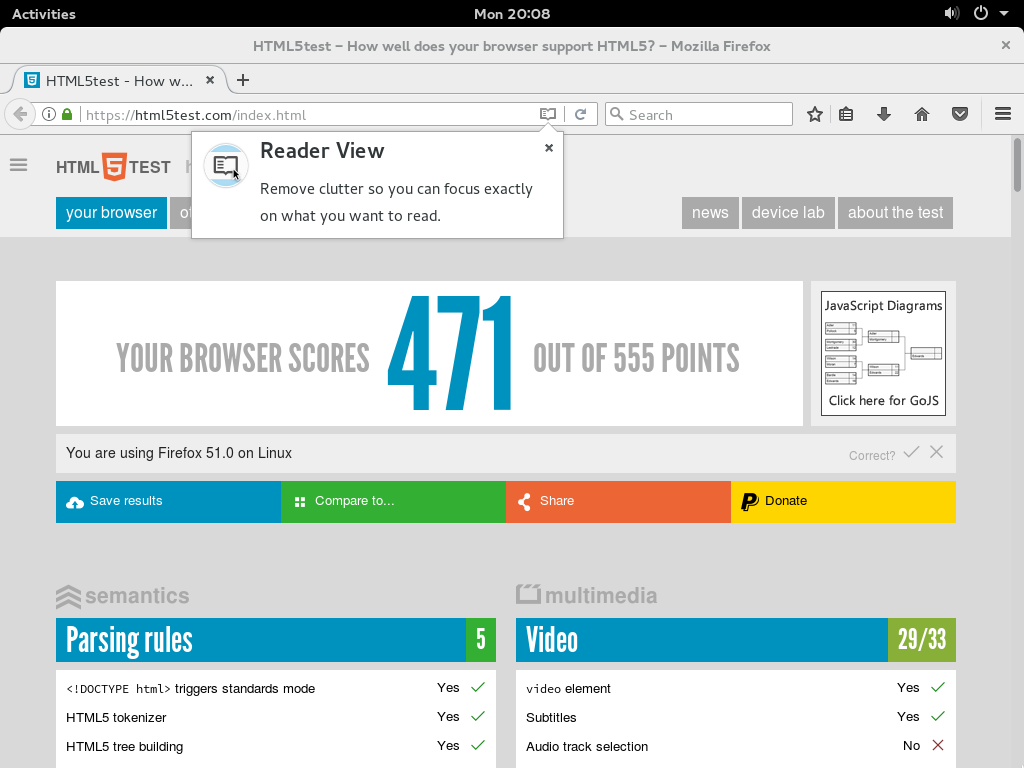 Activities
Mon 20:08
HTML5test – How well does your browser support HTML5? – Mozilla Firefox
HTML5test - How w...
https://html5test.com/index.html
Search
HTML 5 TEST
Reader View
Remove clutter so you can focus exactly
on what you want to read.
your browser
news
device lab
about the test
YOUR BROWSER SCORES 471 OUT OF 555 POINTS
JavaScript Diagrams
Click here for GoJS
You are using Firefox 51.0 on Linux
Correct?
Save results
Compare to...
Share
Donate
semantics
Parsing rules 5
<!DOCTYPE html> triggers standards mode Yes
HTML5 tokenizer Yes
HTML5 tree building Yes
multimedia
Video 29/33
video element Yes
Subtitles Yes
Audio track selection No